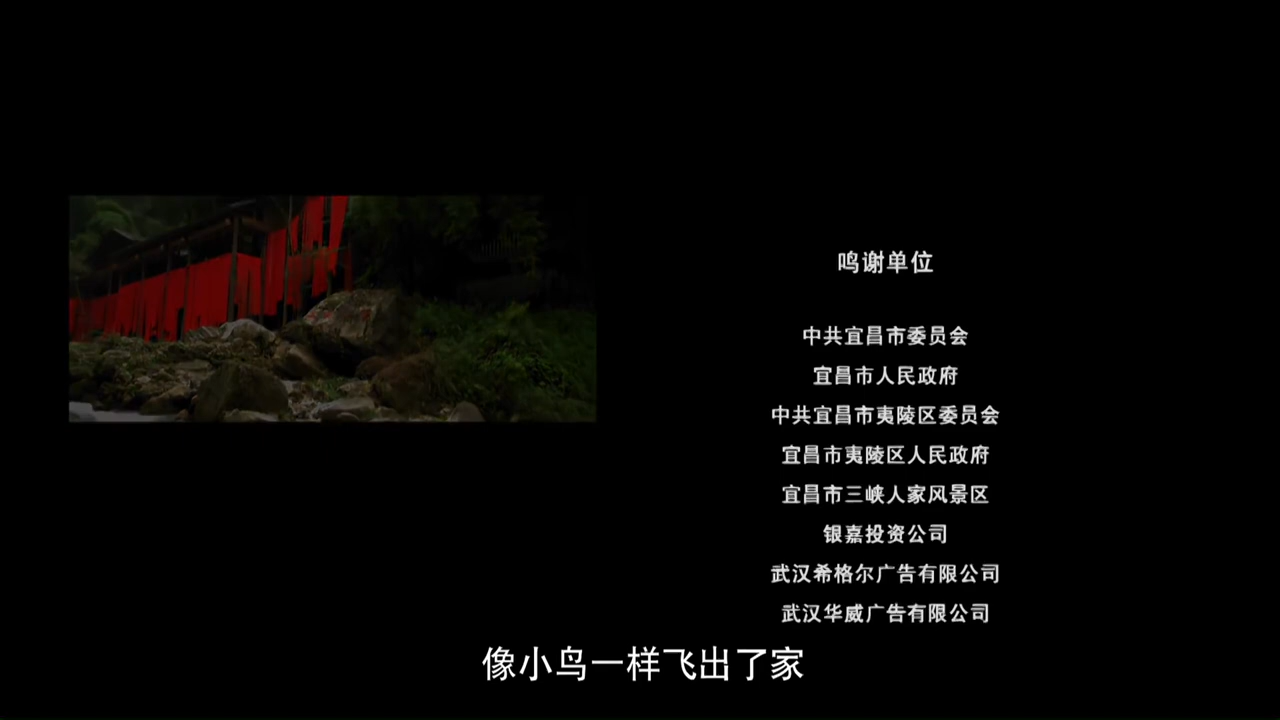 鸣谢单位
中共宜昌市委员会
宜昌市人民政府
中共宜昌市夷陵区委员会
宜昌市夷陵区人民政府
宜昌市三峡人家风景区
银嘉投资公司
武汉希格尔广告有限公司
武汉华威广告有限公司
像小鸟一样飞出了家